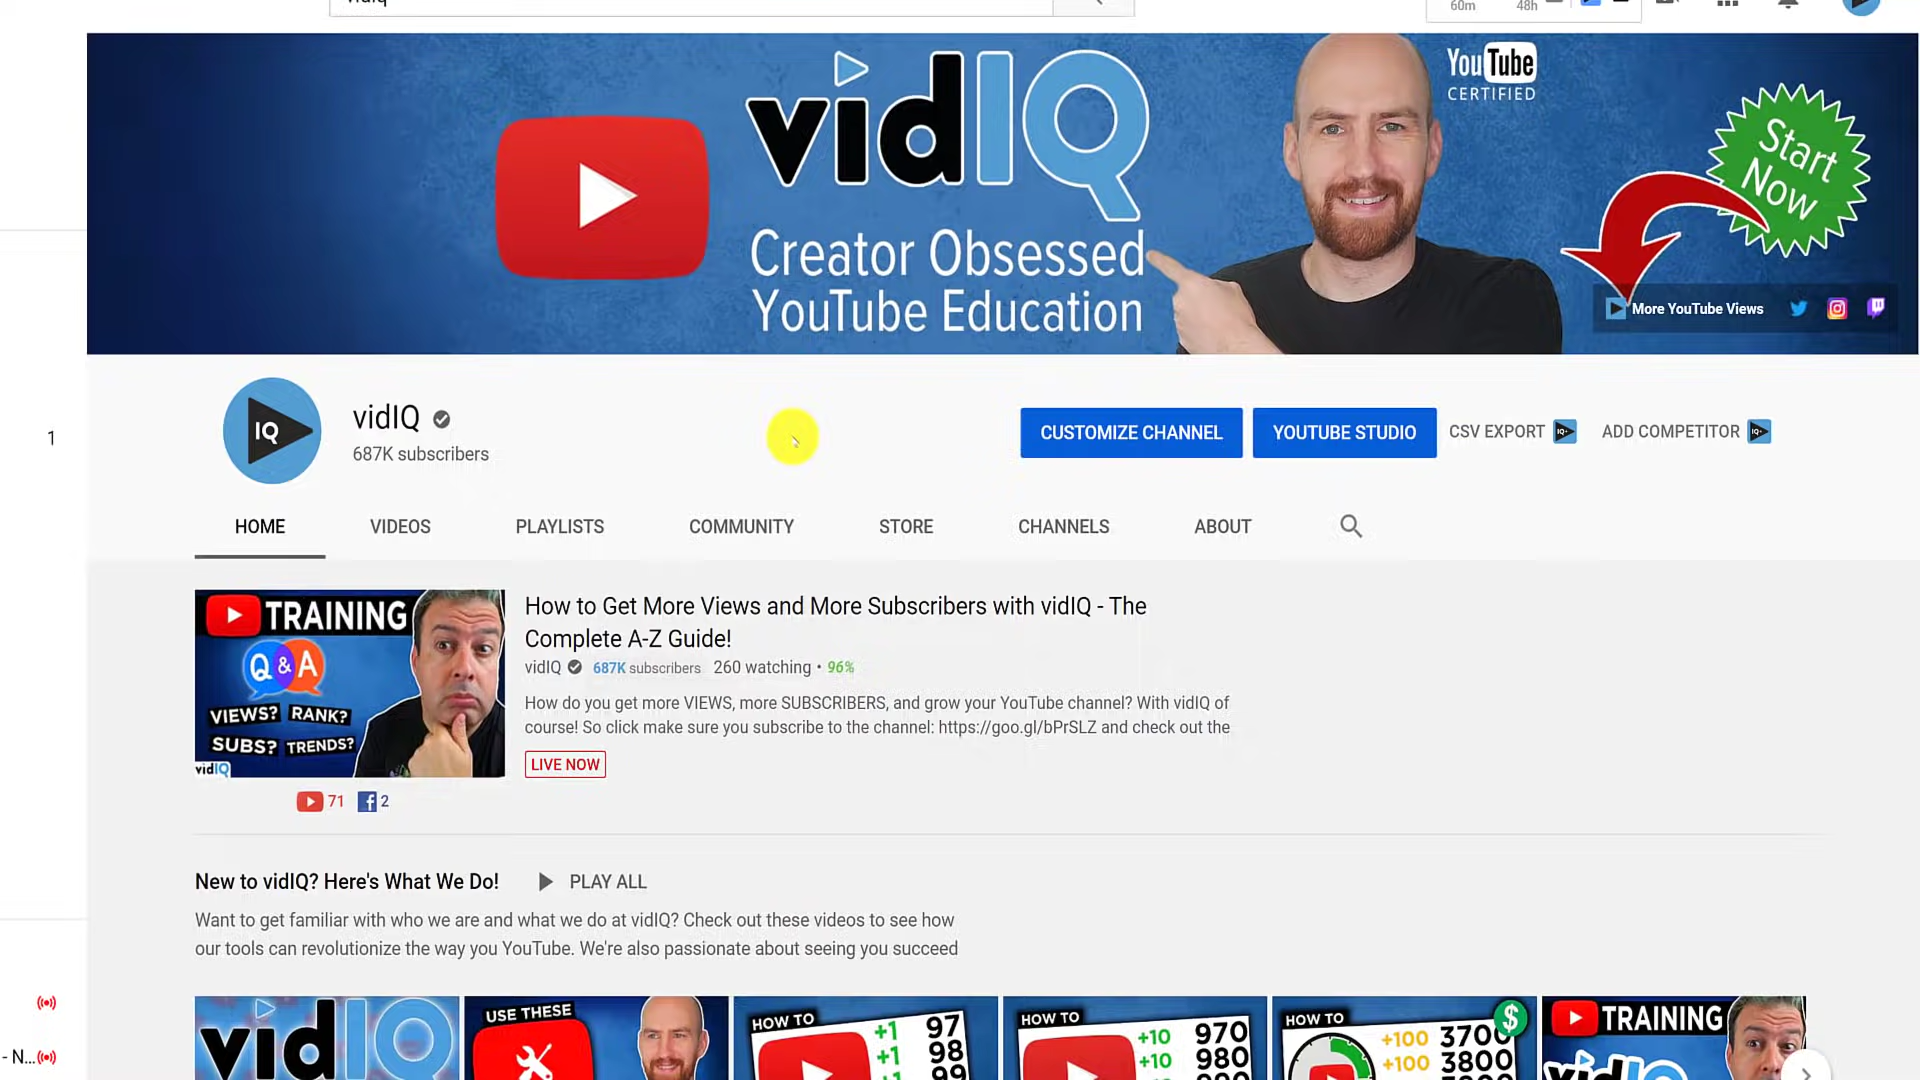 60m 48h
vidIQ
Creator Obsessed
YouTube Education
YouTube
CERTIFIED
Start
Now
More YouTube Views
IQ
vidIQ
687K subscribers
1
CUSTOMIZE CHANNEL
YOUTUBE STUDIO
CSV EXPORT
ADD COMPETITOR
HOME
VIDEOS
PLAYLISTS
COMMUNITY
STORE
CHANNELS
ABOUT
TRAINING
Q & A
VIEWS? RANK?
SUBS? TRENDS?
vidIQ
71
2
How to Get More Views and More Subscribers with vidIQ - The
Complete A-Z Guide!
vidIQ 687K subscribers 260 watching • 96%
How do you get more VIEWS, more SUBSCRIBERS, and grow your YouTube channel? With vidIQ of
course! So click make sure you subscribe to the channel: https://goo.gl/bPrSLZ and check out the
LIVE NOW
New to vidIQ? Here's What We Do!
PLAY ALL
Want to get familiar with who we are and what we do at vidIQ? Check out these videos to see how
our tools can revolutionize the way you YouTube. We're also passionate about seeing you succeed
- N...
vidIQ
USE THESE
HOW TO
+1 97
+1 98
HOW TO
+10 970
+10 980
HOW TO
$
+100 3700
+100 3800
TRAINING